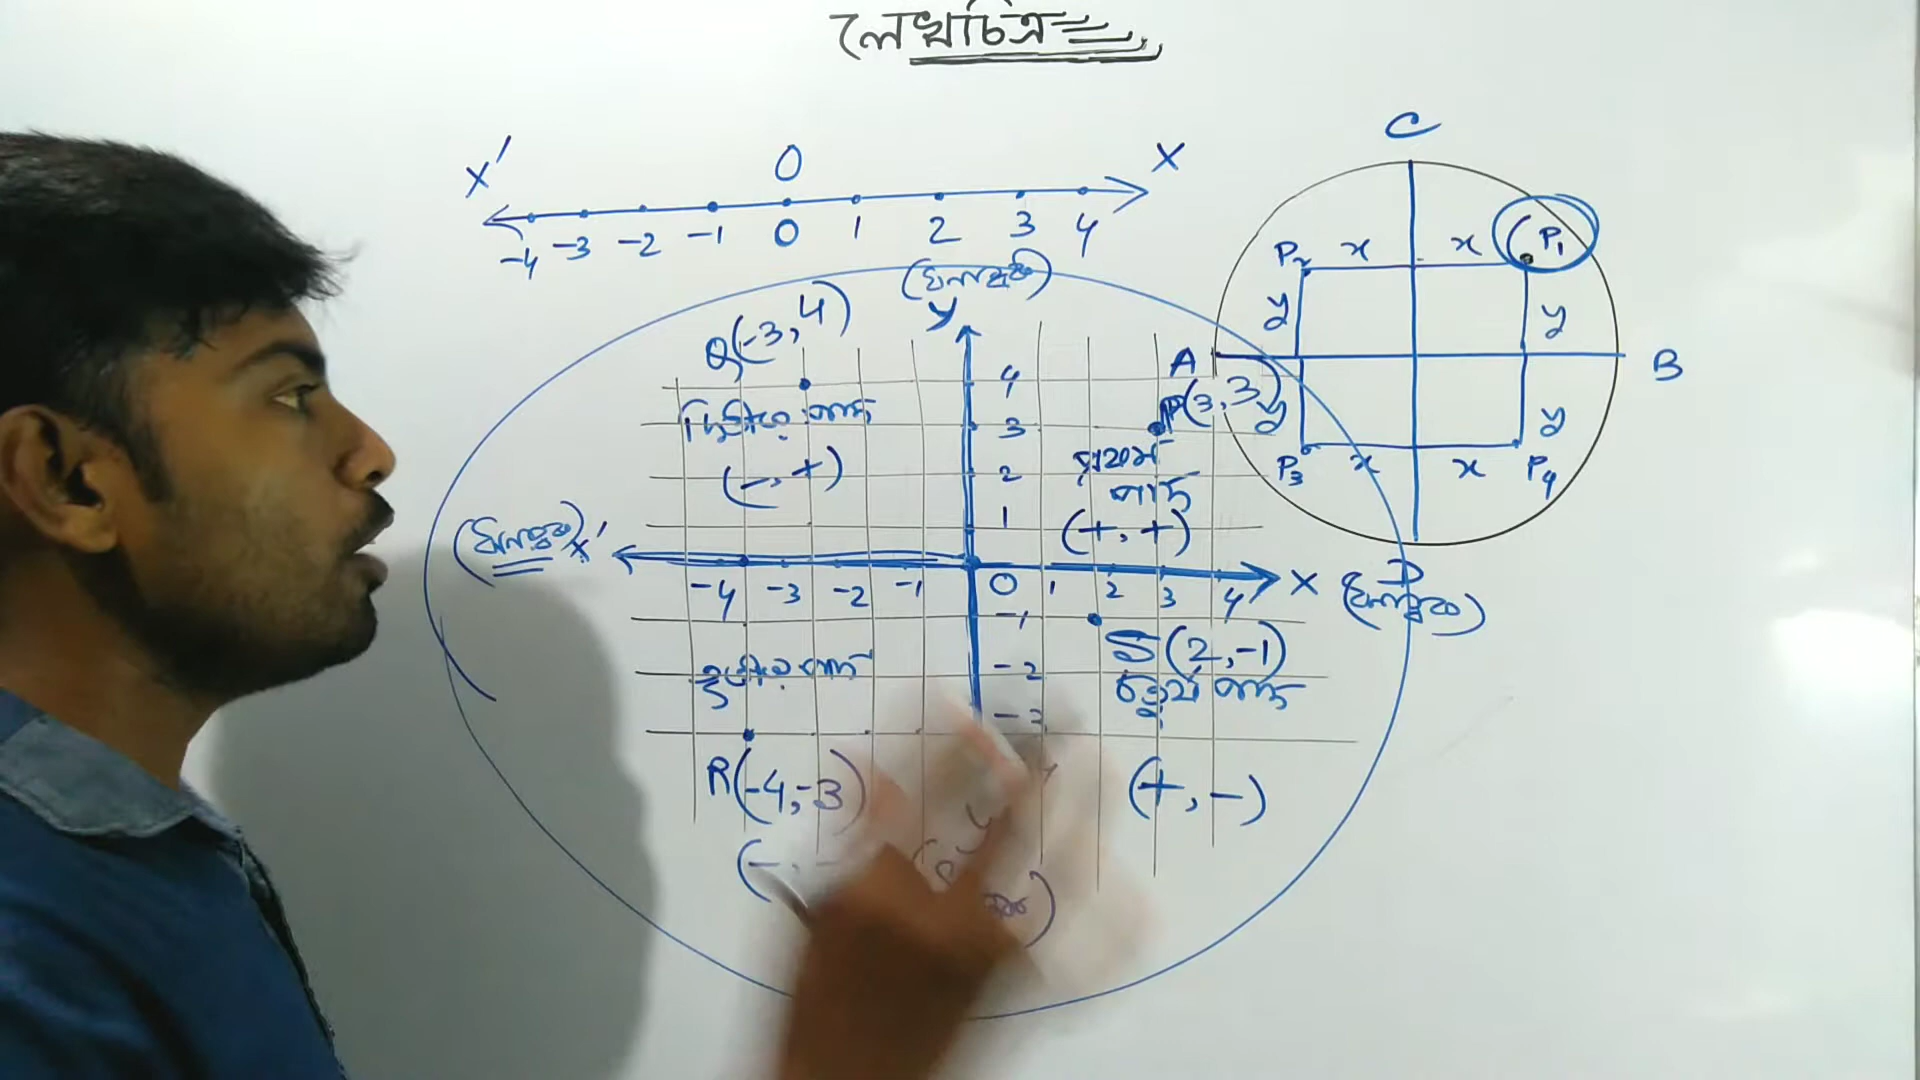 লেখচিত্র
X' 0 X
-4 -3 -2 -1 0 1 2 3 4
C
P₂ x x P₁
y y
A B
y y
P₃ x x P₄
D
(ধনাত্মক)
Y
Q(-3, 4)
4
P(3, 3)
3
দ্বিতীয় পাদ
(-, +)
2
প্রথম
পাদ
(+, +)
1
X'
-4 -3 -2 -1 0 1 2 3 4 X
(ধনাত্মক)
-1
S(2, -1)
-2
তৃতীয় পাদ
চতুর্থ পাদ
-3
R(-4, -3)
(+, -)